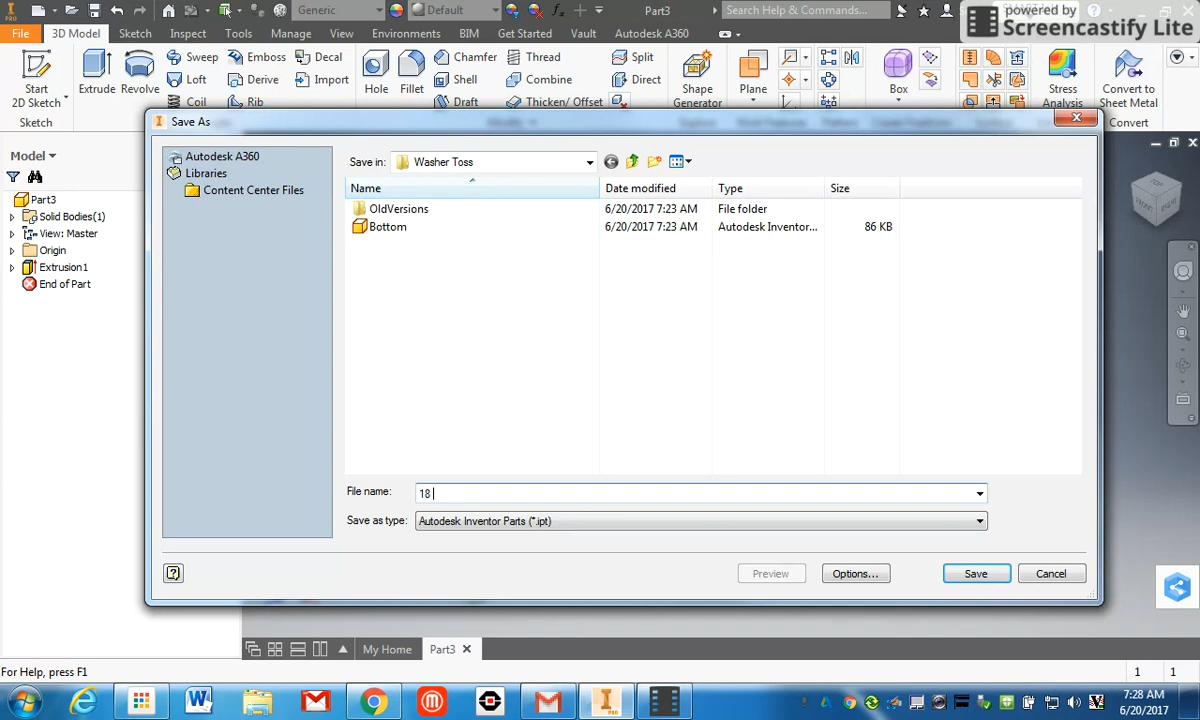 PRO
Generic
Default
Part3
Search Help & Commands...
powered by
Screencastify Lite
File
3D Model
Sketch
Inspect
Tools
Manage
View
Environments
BIM
Get Started
Vault
Autodesk A360
Start
2D Sketch
Sketch
Extrude
Revolve
Sweep
Loft
Coil
Emboss
Derive
Rib
Decal
Import
Hole
Fillet
Chamfer
Shell
Draft
Thread
Combine
Thicken/ Offset
Split
Direct
Shape
Generator
Plane
Box
Stress
Analysis
Convert to
Sheet Metal
Convert
Model
Part3
Solid Bodies(1)
View: Master
Origin
Extrusion1
End of Part
Save As
Autodesk A360
Libraries
Content Center Files
Save in:
Washer Toss
Name
Date modified
Type
Size
OldVersions
6/20/2017 7:23 AM
File folder
Bottom
6/20/2017 7:23 AM
Autodesk Inventor...
86 KB
File name:
18
Save as type:
Autodesk Inventor Parts (*.ipt)
Preview
Options...
Save
Cancel
TOP
FRONT
RIGHT
My Home
Part3
For Help, press F1
1
1
7:28 AM
6/20/2017